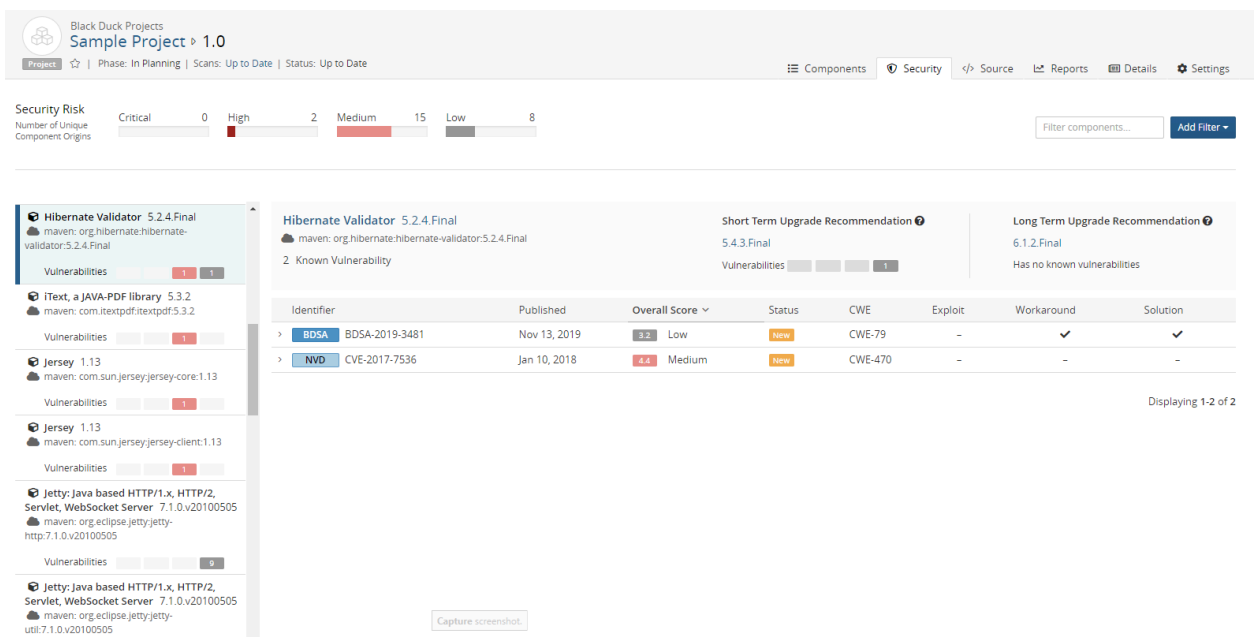 Black Duck Projects
Sample Project ▹ 1.0
Project | Phase: In Planning | Scans: Up to Date | Status: Up to Date
Components Security Source Reports Details Settings
Security Risk
Number of Unique
Component Origins
Critical 0 High 2 Medium 15 Low 8
Filter components...
Add Filter
Hibernate Validator 5.2.4.Final
maven: org.hibernate:hibernate-
validator:5.2.4.Final
Vulnerabilities 1 1
iText, a JAVA-PDF library 5.3.2
maven: com.itextpdf:itextpdf:5.3.2
Vulnerabilities 1
Jersey 1.13
maven: com.sun.jersey:jersey-core:1.13
Vulnerabilities 1
Jersey 1.13
maven: com.sun.jersey:jersey-client:1.13
Vulnerabilities 1
Jetty: Java based HTTP/1.x, HTTP/2,
Servlet, WebSocket Server 7.1.0.v20100505
maven: org.eclipse.jetty:jetty-
http:7.1.0.v20100505
Vulnerabilities 9
Jetty: Java based HTTP/1.x, HTTP/2,
Servlet, WebSocket Server 7.1.0.v20100505
maven: org.eclipse.jetty:jetty-
util:7.1.0.v20100505
Hibernate Validator 5.2.4.Final
maven: org.hibernate:hibernate-validator:5.2.4.Final
2 Known Vulnerability
Short Term Upgrade Recommendation
5.4.3.Final
Vulnerabilities 1
Long Term Upgrade Recommendation
6.1.2.Final
Has no known vulnerabilities
Identifier Published Overall Score Status CWE Exploit Workaround Solution
BDSA BDSA-2019-3481 Nov 13, 2019 3.2 Low New CWE-79 – ✔ ✔
NVD CVE-2017-7536 Jan 10, 2018 4.4 Medium New CWE-470 – – –
Displaying 1-2 of 2
Capture screenshot.